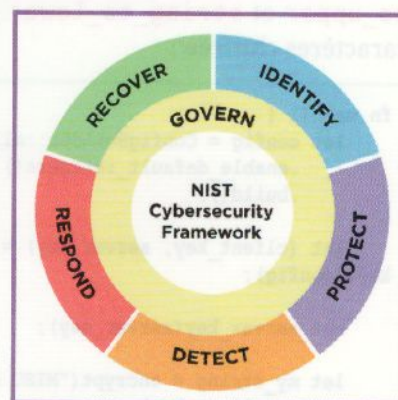 RECOVER
IDENTIFY
GOVERN
NIST
Cybersecurity
Framework
RESPOND
PROTECT
DETECT